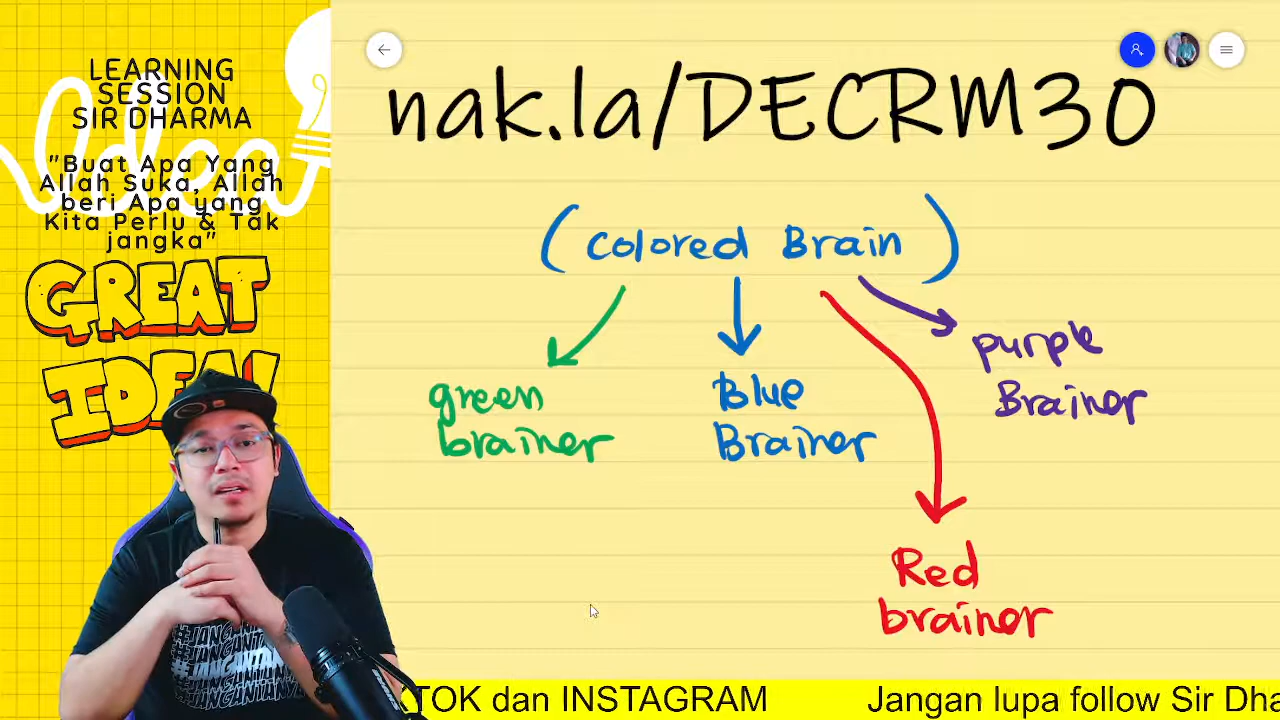 LEARNING
SESSION
SIR DHARMA
"Buat Apa Yang
Allah Suka, Allah
beri Apa yang
Kita Perlu & Tak
jangka"
GREAT
IDEA!
nak.la/DECRM30
(Colored Brain)
green
brainer
Blue
Brainer
purple
Brainer
Red
brainer
#JANGANTANY
TOK dan INSTAGRAM
Jangan lupa follow Sir Dha